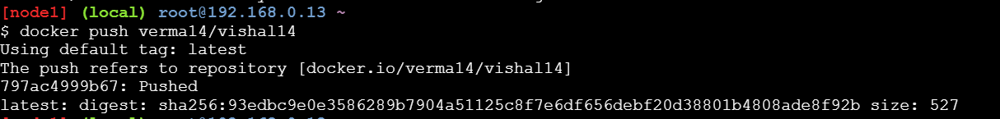 [node1] (local) root@192.168.0.13 ~
$ docker push verma14/vishal14
Using default tag: latest
The push refers to repository [docker.io/verma14/vishal14]
797ac4999b67: Pushed
latest: digest: sha256:93edbc9e0e3586289b7904a51125c8f7e6df656debf20d38801b4808ade8f92b size: 527